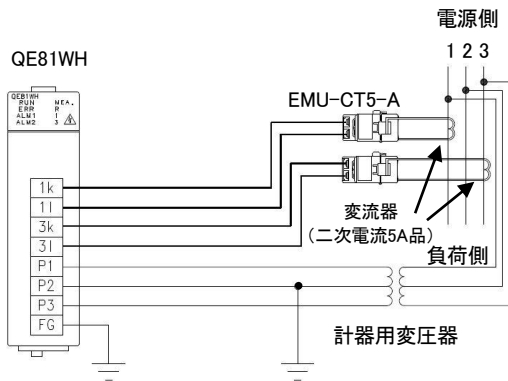 電源側
1 2 3
QE81WH
QE81WH
RUN MEA.
ERR R
ALM1 1
ALM2 3
EMU-CT5-A
1k
1l
3k
3l
P1
P2
P3
FG
変流器
(二次電流5A品)
負荷側
計器用変圧器